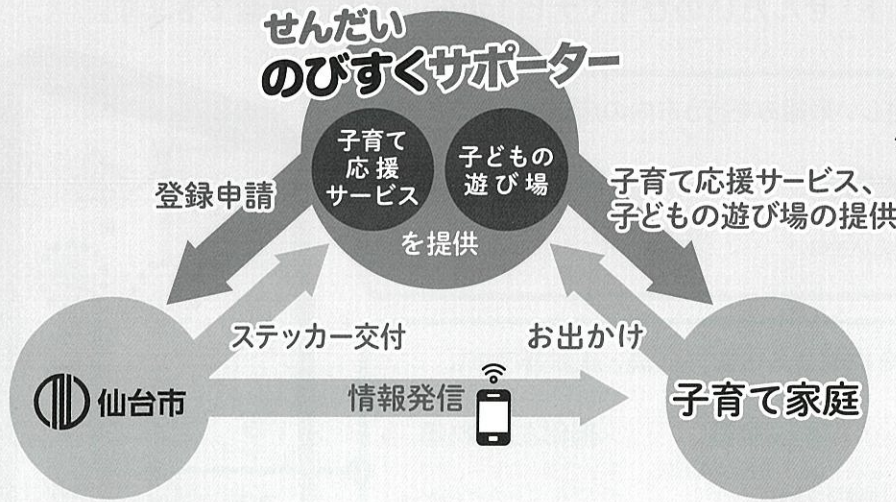 せんだい
のびすくサポーター
子育て
応援
サービス
子どもの
遊び場
を提供
登録申請
子育て応援サービス、
子どもの遊び場の提供
ステッカー交付
お出かけ
仙台市
情報発信
子育て家庭